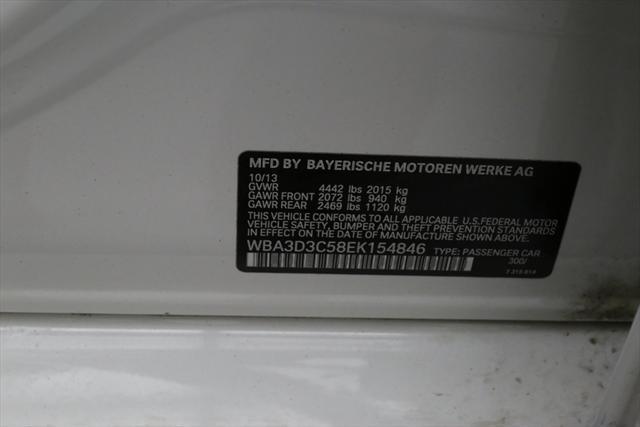 MFD BY BAYERISCHE MOTOREN WERKE AG
10/13
GVWR 4442 lbs 2015 kg
GAWR FRONT 2072 lbs 940 kg
GAWR REAR 2469 lbs 1120 kg
THIS VEHICLE CONFORMS TO ALL APPLICABLE U.S.FEDERAL MOTOR
VEHICLE SAFETY, BUMPER, AND THEFT PREVENTION STANDARDS
IN EFFECT ON THE DATE OF MANUFACTURE SHOWN ABOVE.
WBA3D3C58EK154846 TYPE: PASSENGER CAR
300/